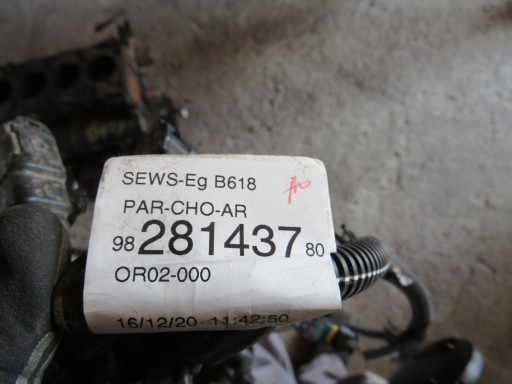 SEWS-Eg B618
PAR-CHO-AR
98 281437 80
OR02-000
16/12/20 11:42:50